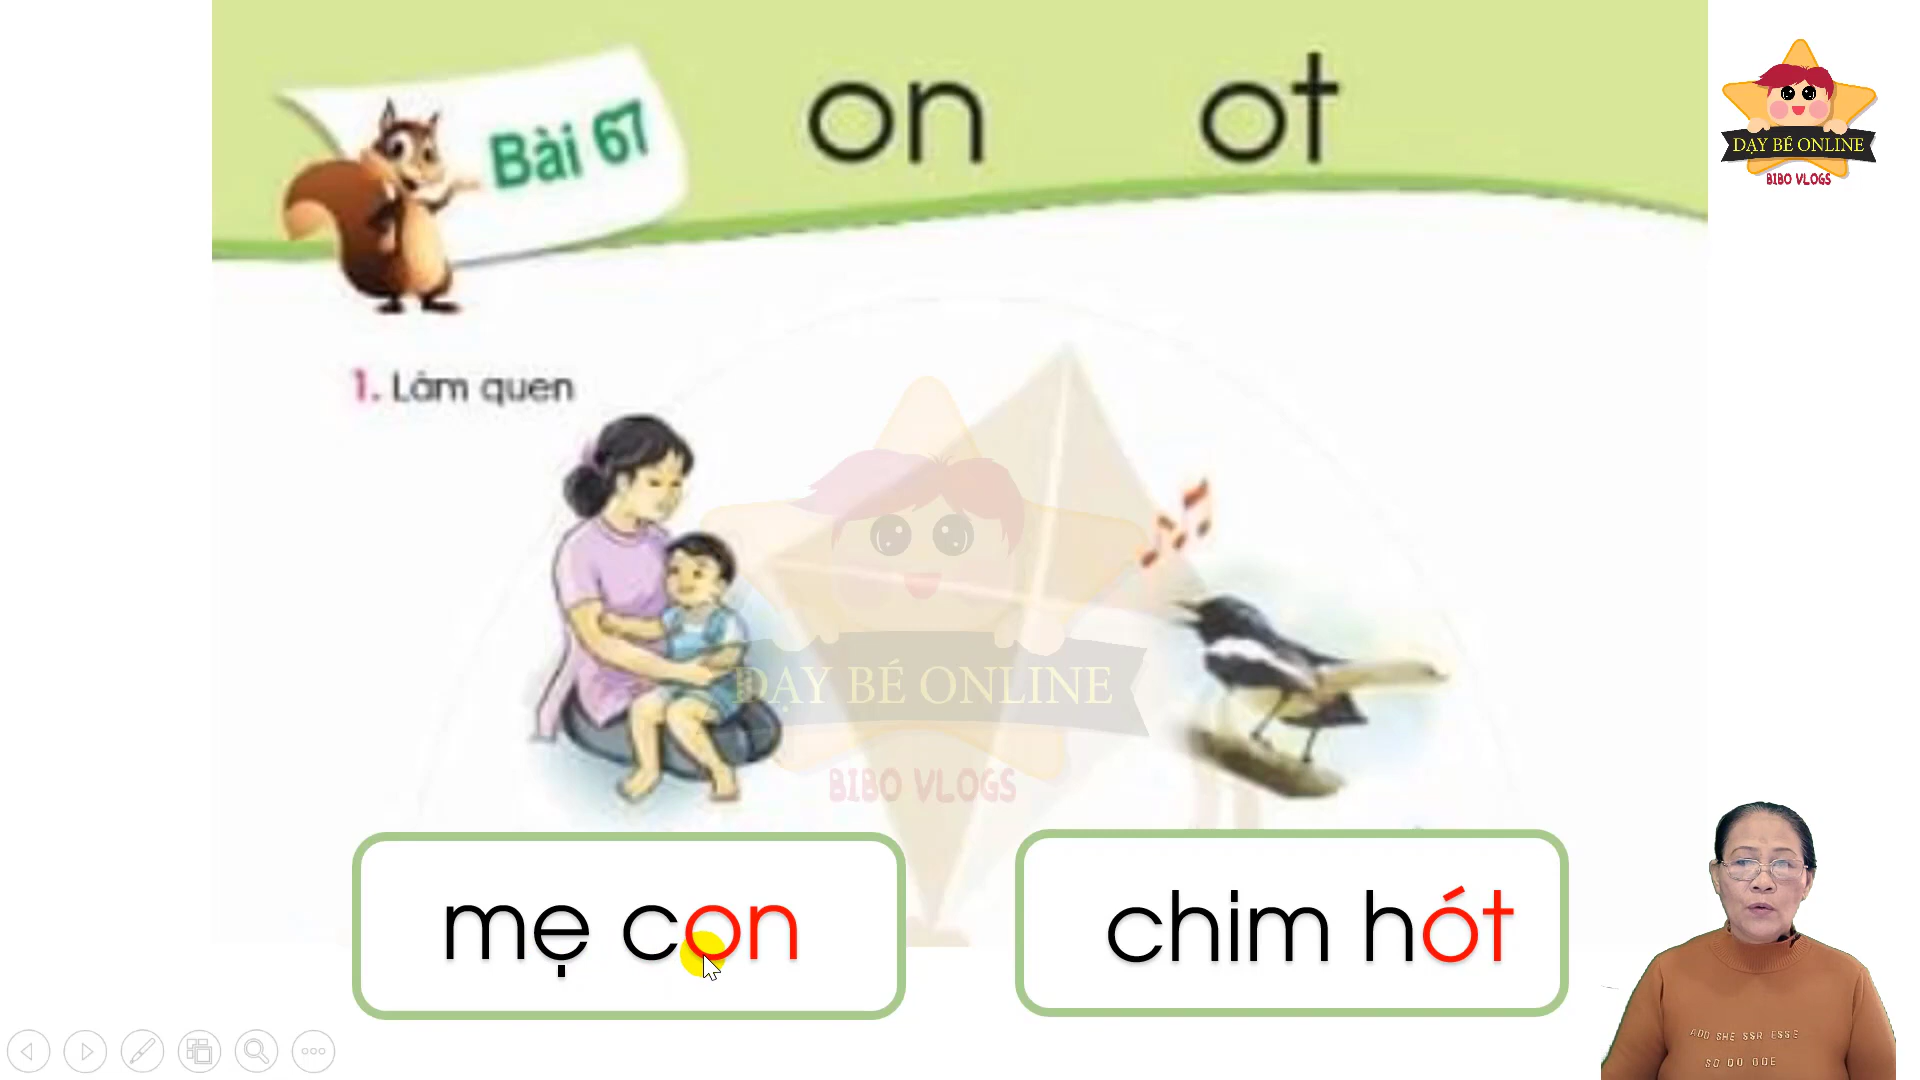 Bài 67
on ot
DẠY BÉ ONLINE
BIBO VLOGS
1. Làm quen
DẠY BÉ ONLINE
BIBO VLOGS
mẹ con
chim hót